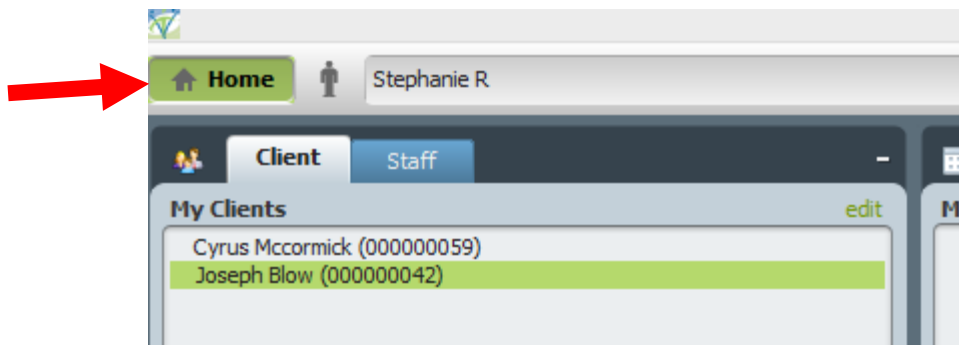 Home Stephanie R
Client Staff
My Clients edit
Cyrus Mccormick (000000059)
Joseph Blow (000000042)